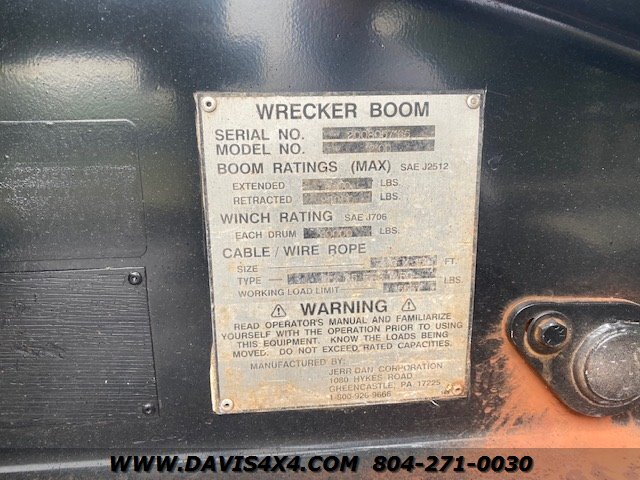 WRECKER BOOM
SERIAL NO.
MODEL NO.
BOOM RATINGS (MAX) SAE J2512
EXTENDED LBS.
RETRACTED LBS.
WINCH RATING SAE J706
EACH DRUM LBS.
CABLE / WIRE ROPE
SIZE FT.
TYPE LBS.
WORKING LOAD LIMIT
⚠ WARNING ⚠
READ OPERATOR'S MANUAL AND FAMILIARIZE
YOURSELF WITH THE OPERATION PRIOR TO USING
THIS EQUIPMENT. KNOW THE LOADS BEING
MOVED. DO NOT EXCEED RATED CAPACITIES.
MANUFACTURED BY:
JERR-DAN CORPORATION
1080 HYKES ROAD
GREENCASTLE, PA 17225
1-800-926-9666
WWW.DAVIS4X4.COM 804-271-0030